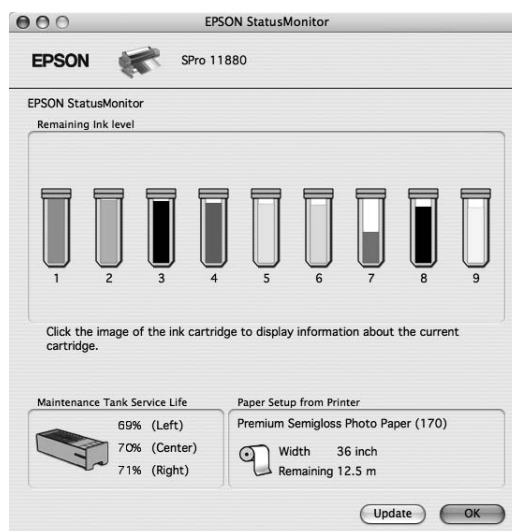 EPSON StatusMonitor
EPSON SPro 11880
EPSON StatusMonitor
Remaining Ink level
1 2 3 4 5 6 7 8 9
Click the image of the ink cartridge to display information about the current
cartridge.
Maintenance Tank Service Life
69% (Left)
70% (Center)
71% (Right)
Paper Setup from Printer
Premium Semigloss Photo Paper (170)
Width 36 inch
Remaining 12.5 m
Update OK